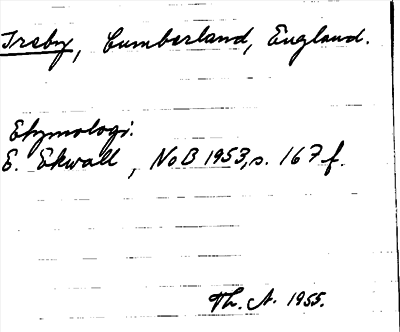 Ireby, Cumberland, England.
Etymologi.
E. Ekwall, NoB 1953, s. 167 f.
Th. A. 1955.